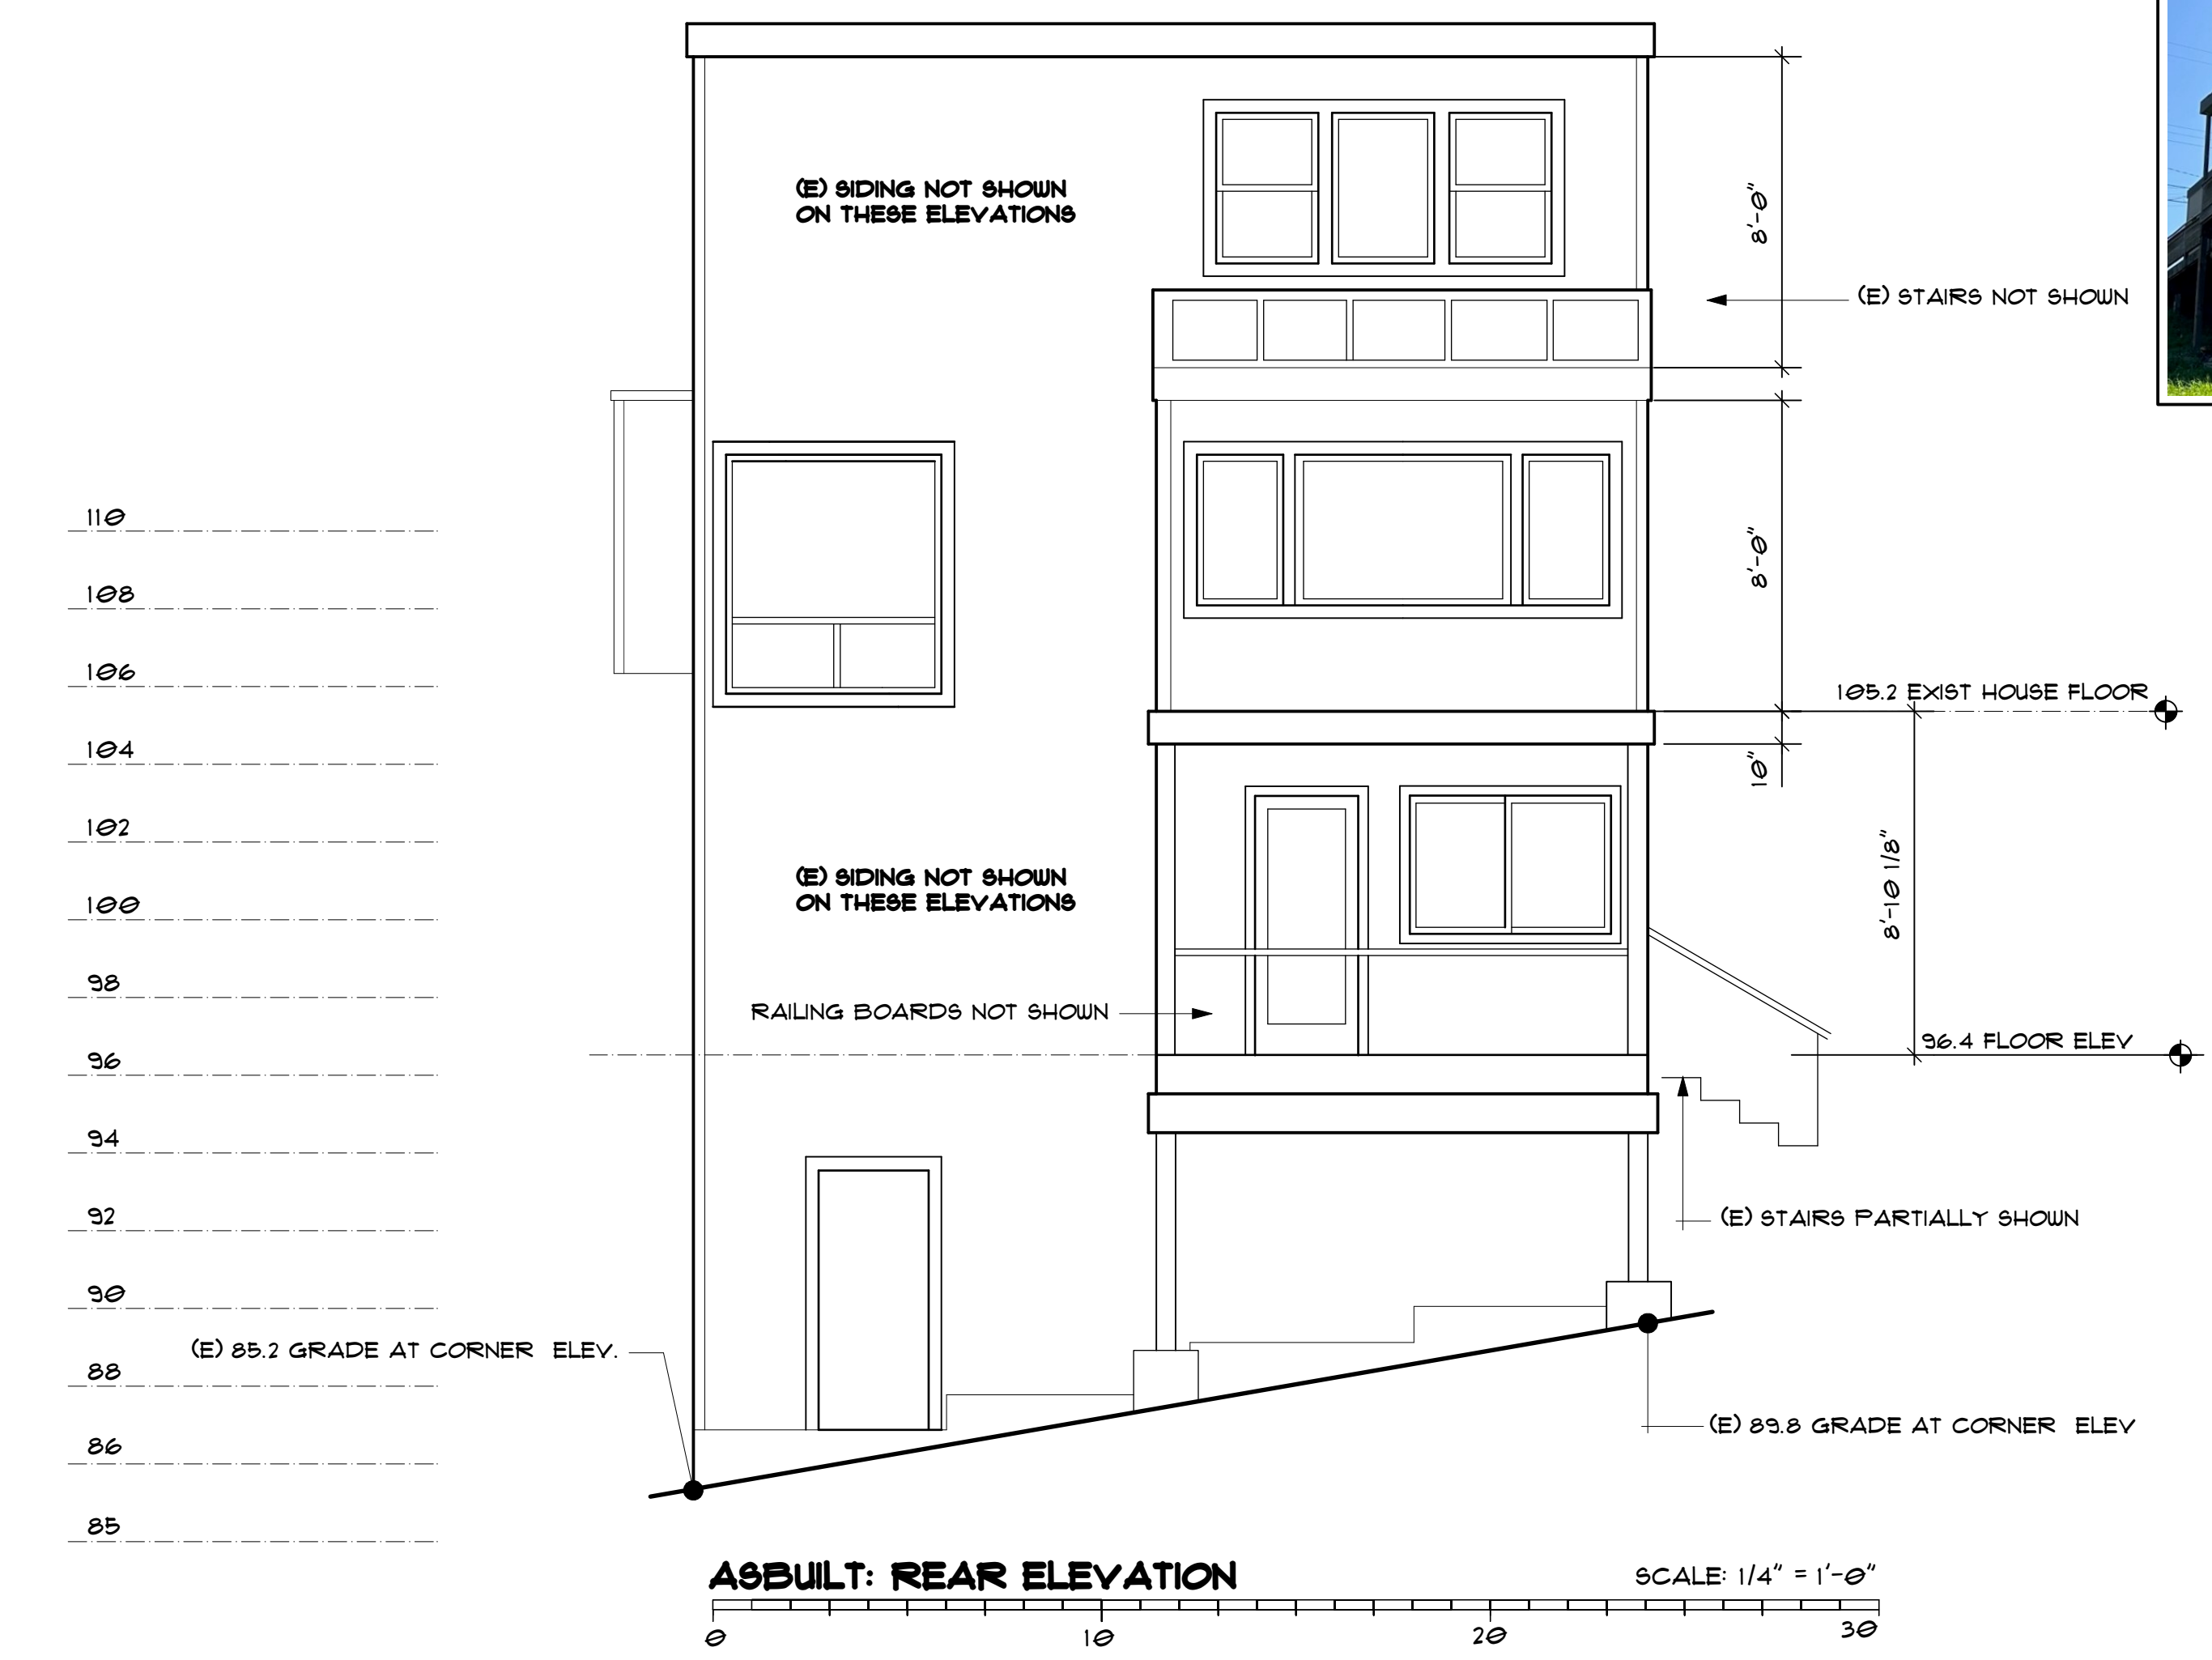 (E) SIDING NOT SHOWN
ON THESE ELEVATIONS
8'-0"
(E) STAIRS NOT SHOWN
110
108
106
104
102
100
98
96
94
92
90
88
86
85
8'-0"
105.2 EXIST HOUSE FLOOR
10"
8'-10 1/8"
(E) SIDING NOT SHOWN
ON THESE ELEVATIONS
RAILING BOARDS NOT SHOWN
96.4 FLOOR ELEV
(E) STAIRS PARTIALLY SHOWN
(E) 85.2 GRADE AT CORNER ELEV.
(E) 89.8 GRADE AT CORNER ELEV
ASBUILT: REAR ELEVATION
SCALE: 1/4" = 1'-0"
0 10 20 30